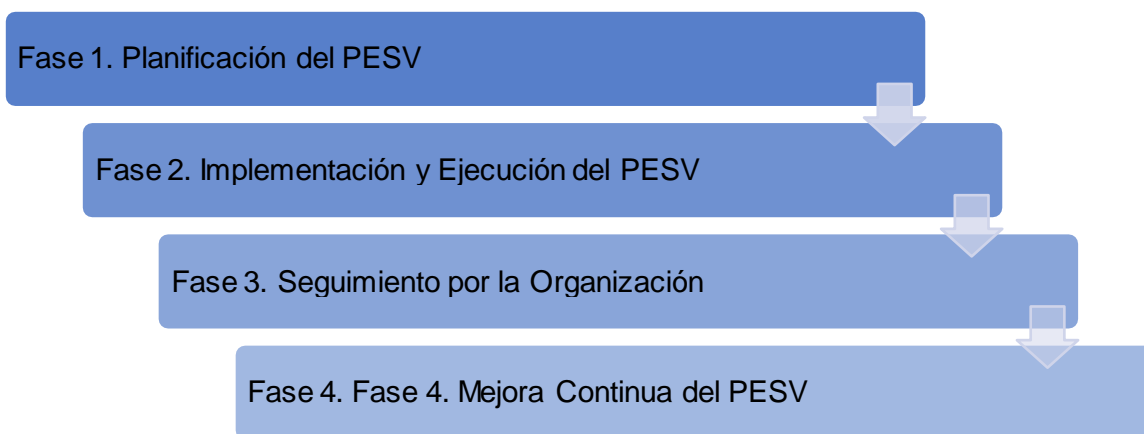 Fase 1. Planificación del PESV
Fase 2. Implementación y Ejecución del PESV
Fase 3. Seguimiento por la Organización
Fase 4. Fase 4. Mejora Continua del PESV